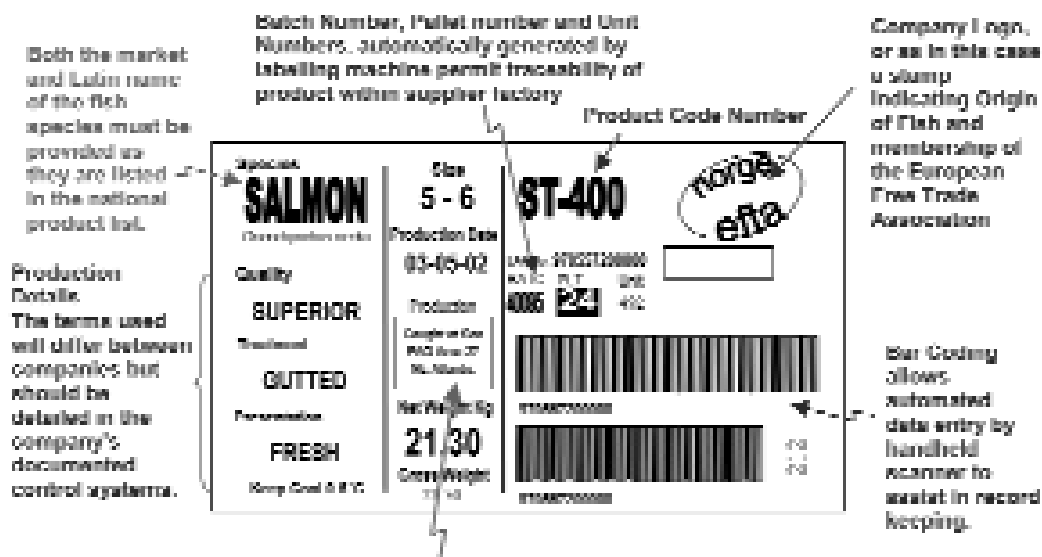 Batch Number, Pallet number and Unit
Numbers, automatically generated by
labelling machine permit traceability of
product within supplier factory
Company Logo,
or as in this case
a stamp
indicating Origin
of Fish and
membership of
the European
Free Trade
Association
Both the market
and Latin name
of the fish
species must be
provided as
they are listed
in the national
product list.
Product Code Number
Production
Details
The terms used
will differ between
companies but
should be
detailed in the
company's
documented
control systems.
Species
SALMON
Quality
SUPERIOR
Treatment
GUTTED
Presentation
FRESH
Keep Cool
Size
5 - 6
Production Date
03-05-02
Production
Net Weight Kg
21,30
Gross Weight
ST-400
norge
efta
PLT
Unit
24
Bar Coding
allows
automated
data entry by
handheld
scanner to
assist in record
keeping.